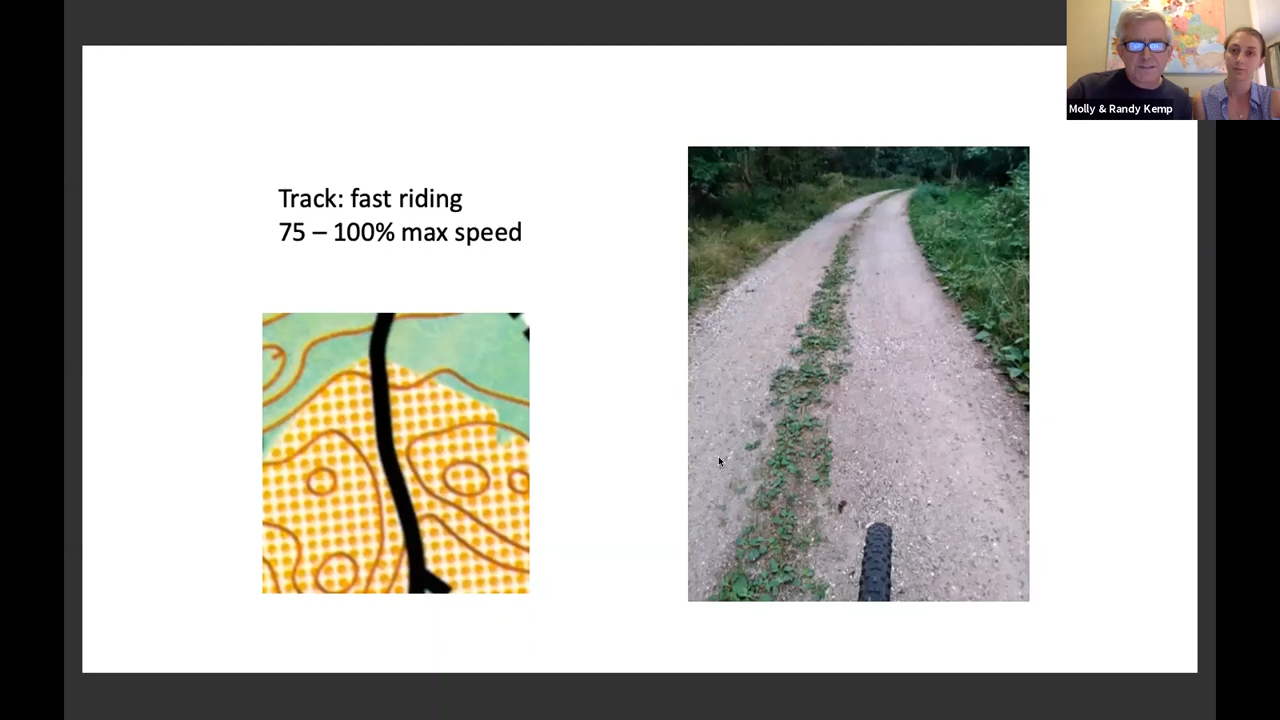 Track: fast riding
75 – 100% max speed
Molly & Randy Kemp